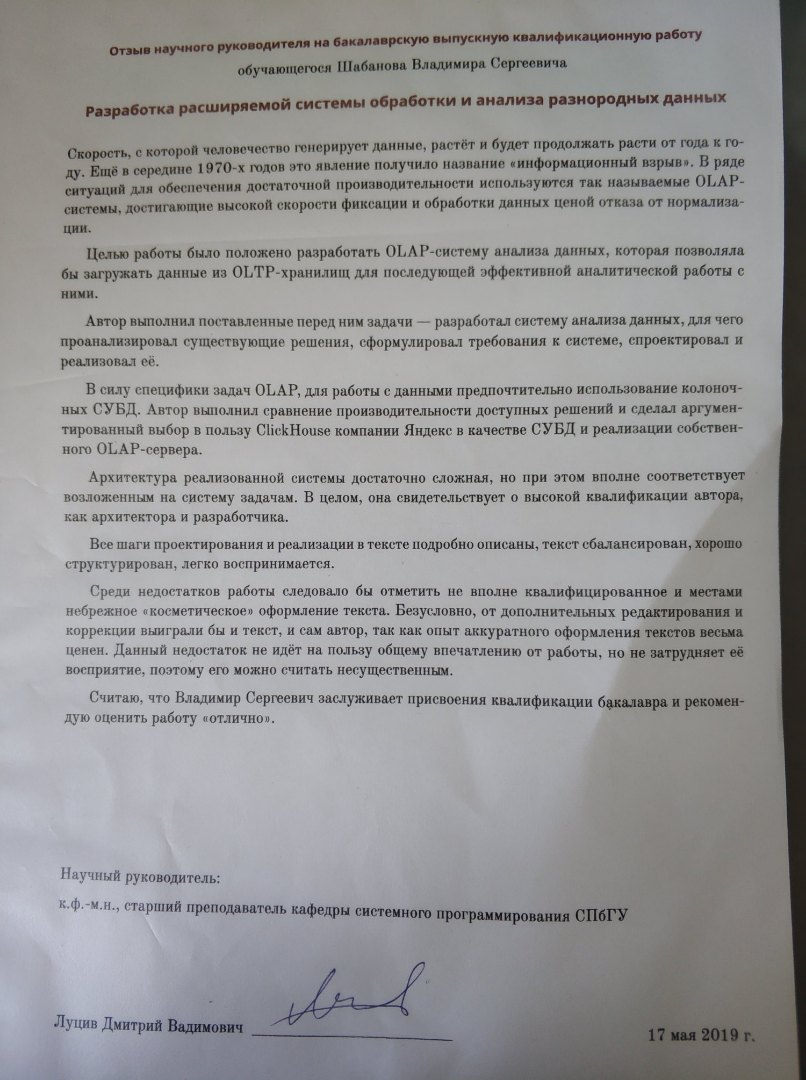 Отзыв научного руководителя на бакалаврскую выпускную квалификационную работу
обучающегося Шабанова Владимира Сергеевича
Разработка расширяемой системы обработки и анализа разнородных данных
Скорость, с которой человечество генерирует данные, растёт и будет продолжать расти от года к го-
ду. Ещё в середине 1970-х годов это явление получило название «информационный взрыв». В ряде
ситуаций для обеспечения достаточной производительности используются так называемые OLAP-
системы, достигающие высокой скорости фиксации и обработки данных ценой отказа от нормализа-
ции.
Целью работы было положено разработать OLAP-систему анализа данных, которая позволяла
бы загружать данные из OLTP-хранилищ для последующей эффективной аналитической работы с
ними.
Автор выполнил поставленные перед ним задачи — разработал систему анализа данных, для чего
проанализировал существующие решения, сформулировал требования к системе, спроектировал и
реализовал её.
В силу специфики задач OLAP, для работы с данными предпочтительно использование колоноч-
ных СУБД. Автор выполнил сравнение производительности доступных решений и сделал аргумен-
тированный выбор в пользу ClickHouse компании Яндекс в качестве СУБД и реализации собствен-
ного OLAP-сервера.
Архитектура реализованной системы достаточно сложная, но при этом вполне соответствует
возложенным на систему задачам. В целом, она свидетельствует о высокой квалификации автора,
как архитектора и разработчика.
Все шаги проектирования и реализации в тексте подробно описаны, текст сбалансирован, хорошо
структурирован, легко воспринимается.
Среди недостатков работы следовало бы отметить не вполне квалифицированное и местами
небрежное «косметическое» оформление текста. Безусловно, от дополнительных редактирования и
коррекции выиграли бы и текст, и сам автор, так как опыт аккуратного оформления текстов весьма
ценен. Данный недостаток не идёт на пользу общему впечатлению от работы, но не затрудняет её
восприятие, поэтому его можно считать несущественным.
Считаю, что Владимир Сергеевич заслуживает присвоения квалификации бакалавра и рекомен-
дую оценить работу «отлично».
Научный руководитель:
к.ф.-м.н., старший преподаватель кафедры системного программирования СПбГУ
Луцив Дмитрий Вадимович
17 мая 2019 г.